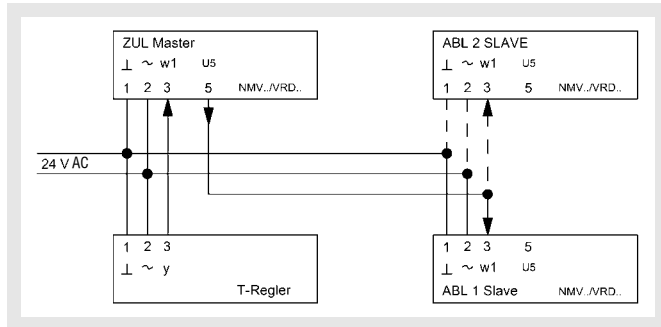 ZUL Master
⊥ ~ w1 U5
1 2 3 5 NMV../VRD..
ABL 2 SLAVE
⊥ ~ w1 U5
1 2 3 5 NMV../VRD..
24 V AC
1 2 3
⊥ ~ y
T-Regler
1 2 3 5
⊥ ~ w1 U5
ABL 1 Slave NMV../VRD..